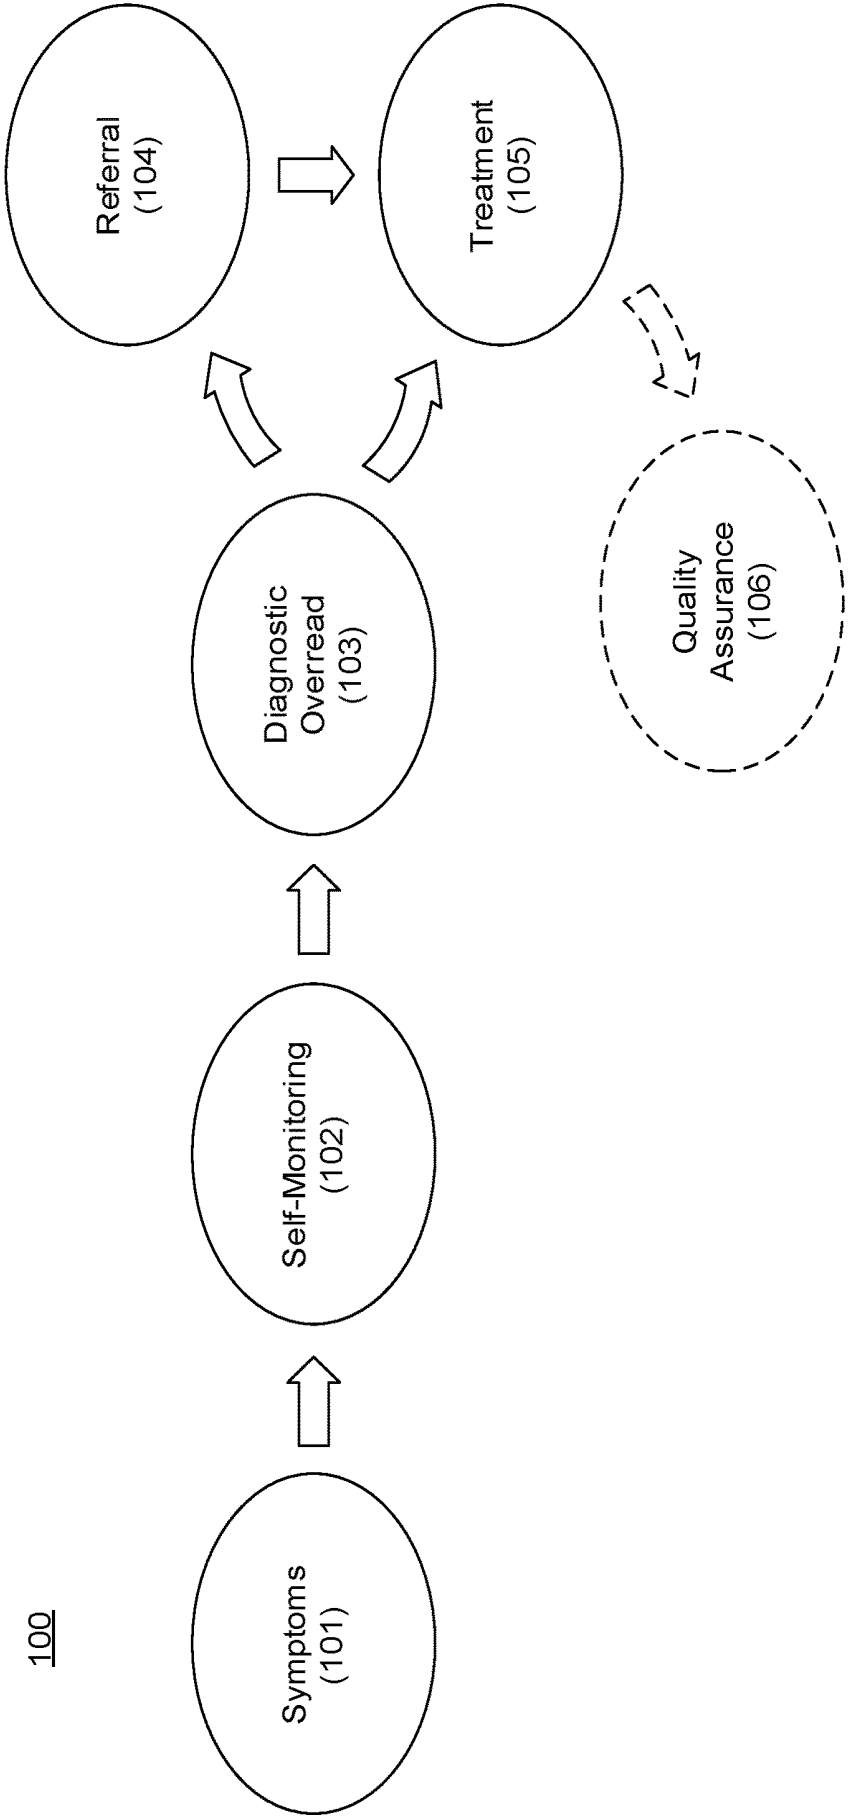 100
Symptoms
(101)
Self-Monitoring
(102)
Diagnostic
Overread
(103)
Referral
(104)
Treatment
(105)
Quality
Assurance
(106)